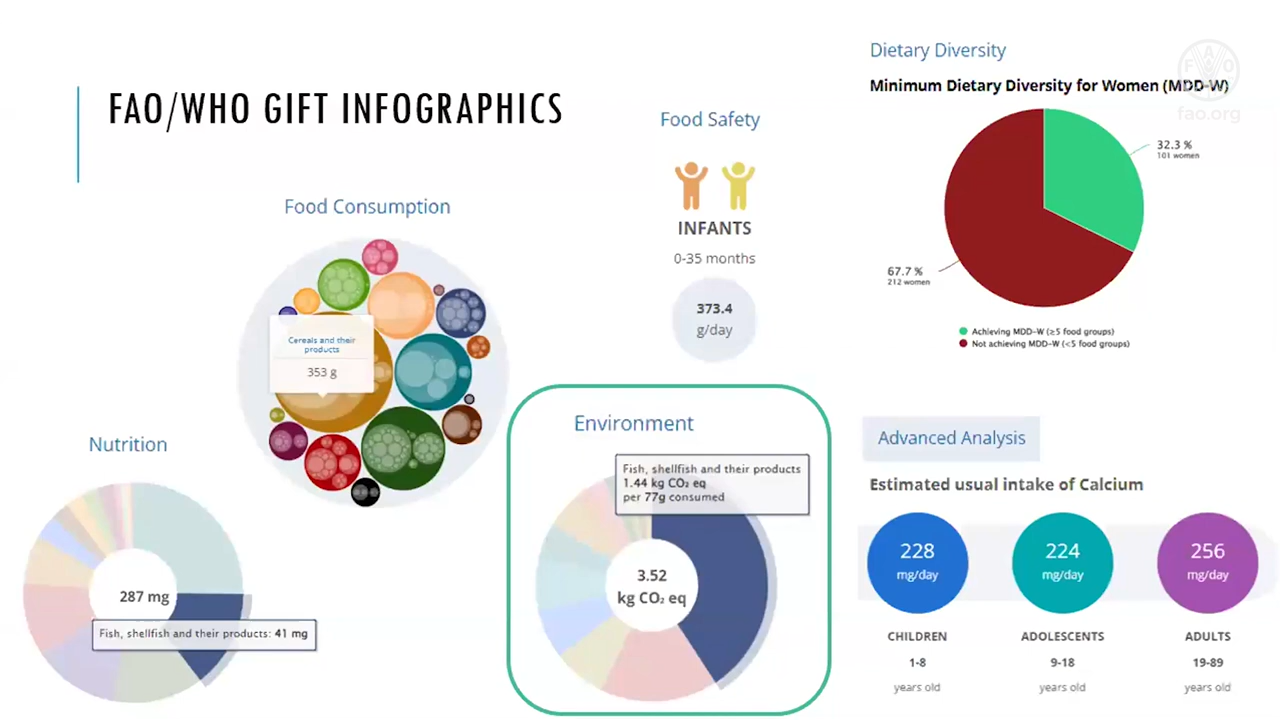 FAO/WHO GIFT INFOGRAPHICS
Food Consumption
Cereals and their
products
353 g
Nutrition
287 mg
Fish, shellfish and their products: 41 mg
Food Safety
INFANTS
0-35 months
373.4
g/day
Environment
Fish, shellfish and their products
1.44 kg CO₂ eq
per 77g consumed
3.52
kg CO₂ eq
Dietary Diversity
Minimum Dietary Diversity for Women (MDD-W)
FAO
fao.org
32.3 %
101 women
67.7 %
212 women
Achieving MDD-W (≥5 food groups)
Not achieving MDD-W (<5 food groups)
Advanced Analysis
Estimated usual intake of Calcium
228
mg/day
224
mg/day
256
mg/day
CHILDREN
1-8
years old
ADOLESCENTS
9-18
years old
ADULTS
19-89
years old